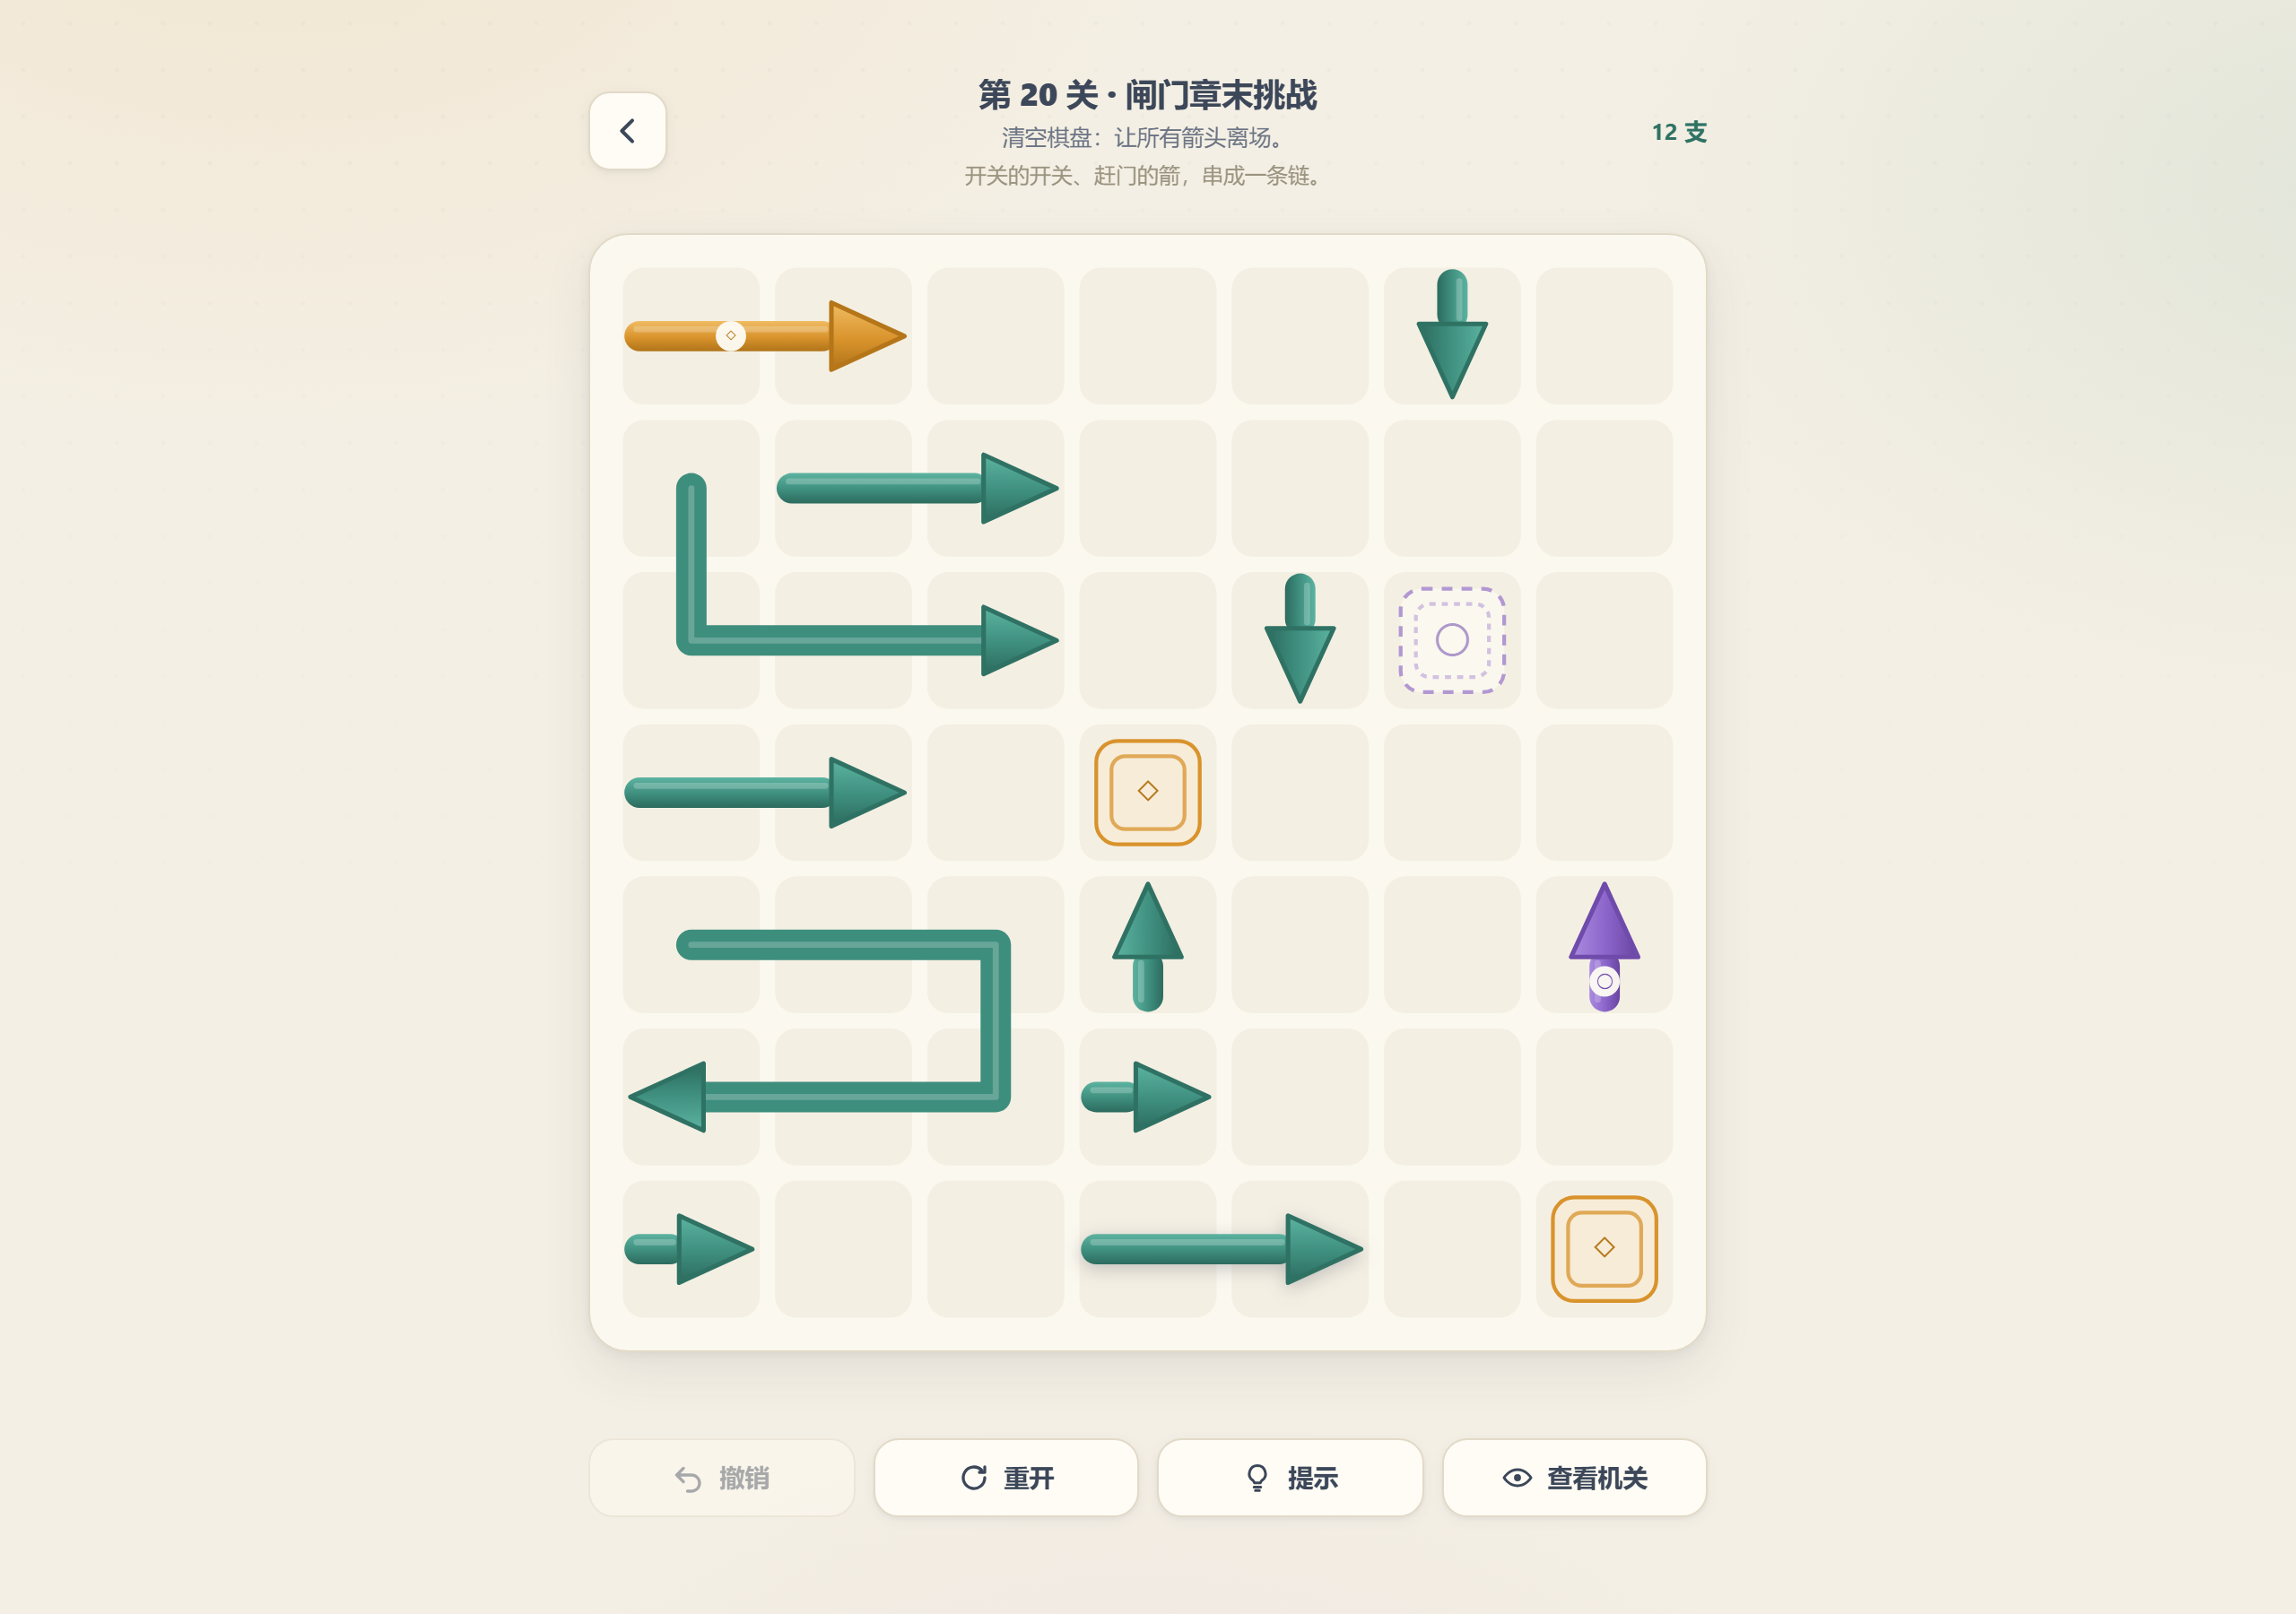 第 20 关 · 闸门章末挑战
清空棋盘：让所有箭头离场。
12 支
开关的开关、赶门的箭，串成一条链。
撤销
重开
提示
查看机关